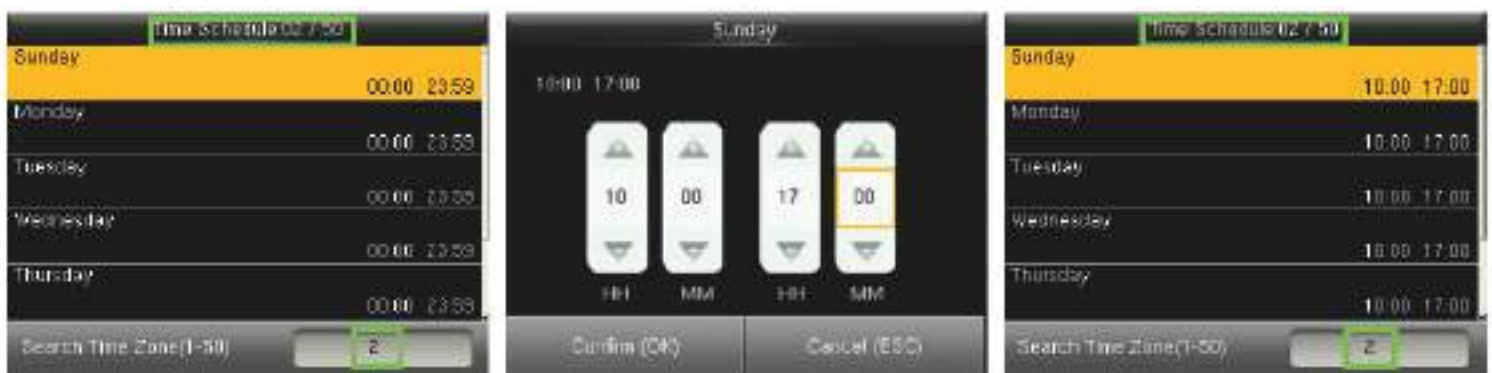 Time Schedule:02 / 50
Sunday
00:00 23:59
Monday
00:00 23:59
Tuesday
00:00 23:59
Wednesday
00:00 23:59
Thursday
00:00 23:59
Search Time Zone(1-50)
2
Sunday
10:00 17:00
10 00 17 00
HH MM HH MM
Confirm (OK) Cancel (ESC)
Time Schedule:02 / 50
Sunday
10:00 17:00
Monday
10:00 17:00
Tuesday
10:00 17:00
Wednesday
10:00 17:00
Thursday
10:00 17:00
Search Time Zone(1-50)
2